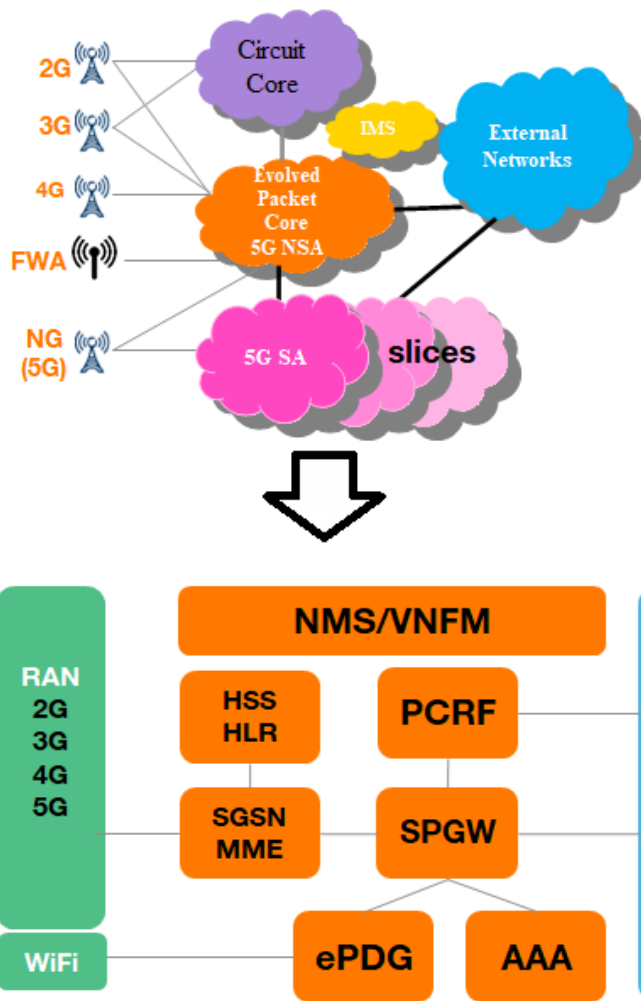 2G
3G
4G
FWA
NG
(5G)
Circuit
Core
IMS
External
Networks
Evolved
Packet
Core
5G NSA
5G SA
slices
NMS/VNFM
RAN
2G
3G
4G
5G
HSS
HLR
PCRF
SGSN
MME
SPGW
WiFi
ePDG
AAA